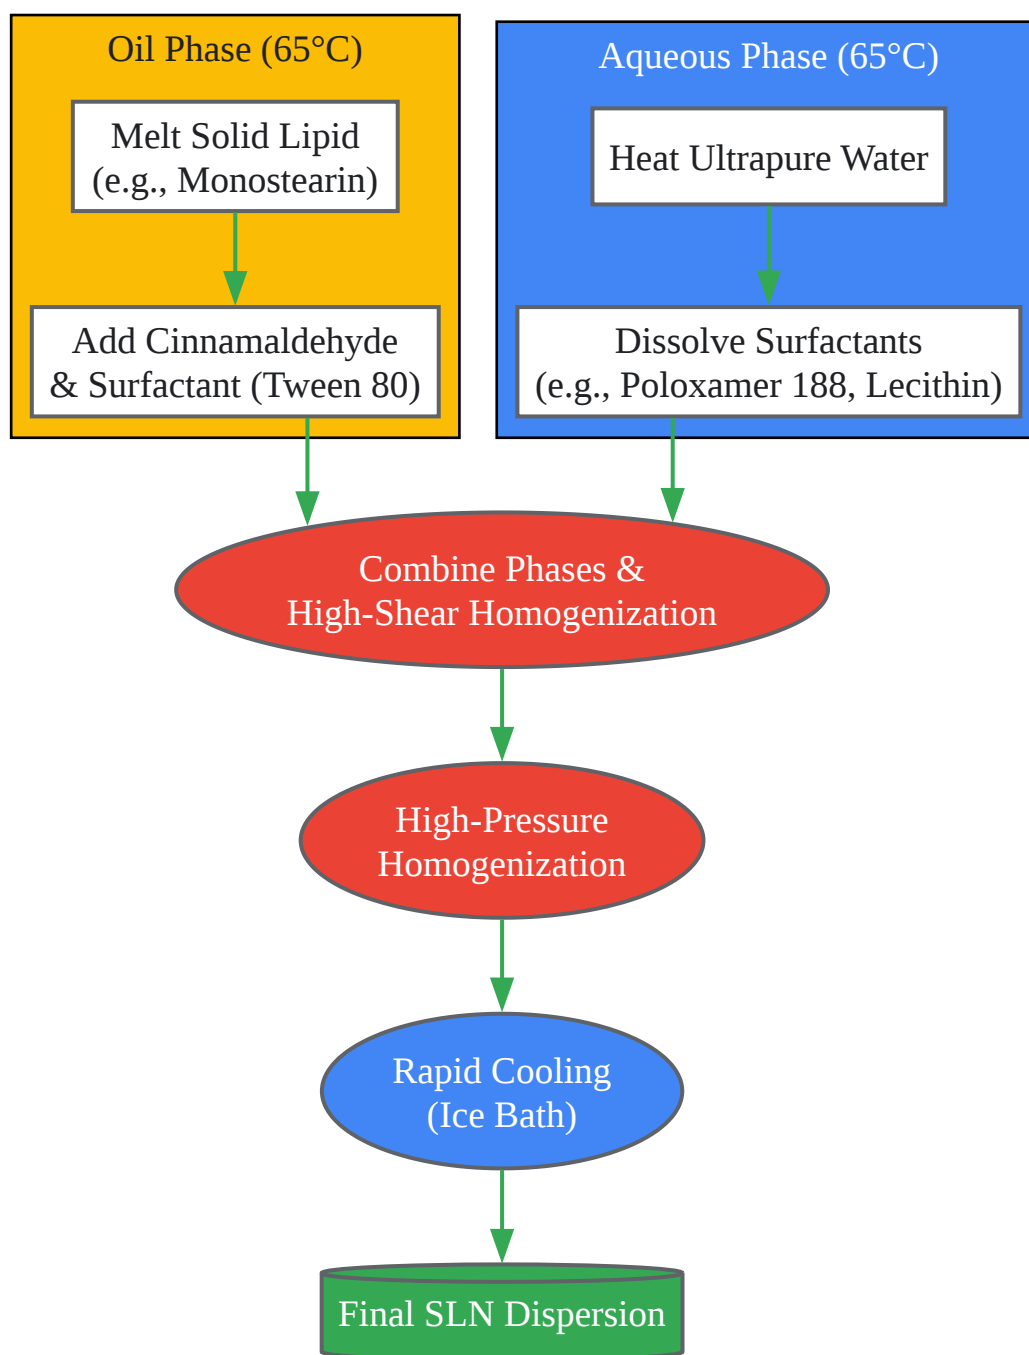 Oil Phase (65°C)
Melt Solid Lipid
(e.g., Monostearin)
Add Cinnamaldehyde
& Surfactant (Tween 80)
Aqueous Phase (65°C)
Heat Ultrapure Water
Dissolve Surfactants
(e.g., Poloxamer 188, Lecithin)
Combine Phases &
High-Shear Homogenization
High-Pressure
Homogenization
Rapid Cooling
(Ice Bath)
Final SLN Dispersion